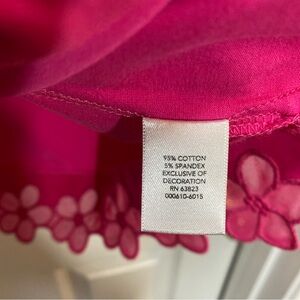 95% COTTON
5% SPANDEX
EXCLUSIVE OF
DECORATION
RN 63823
000610-6015